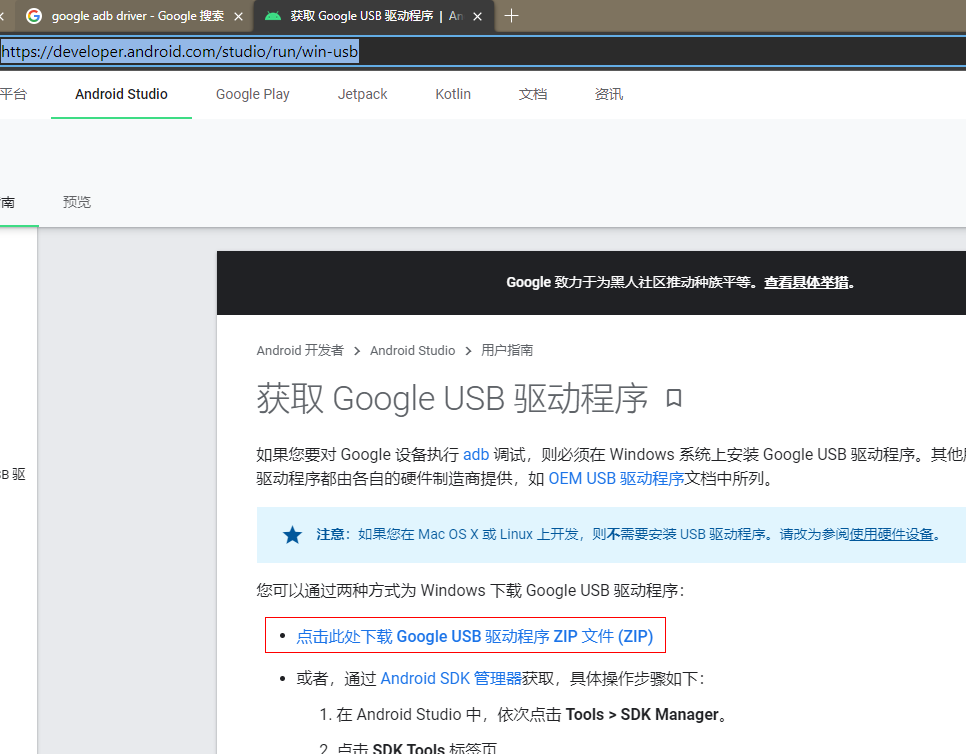 google adb driver - Google 搜索
获取 Google USB 驱动程序 | An
https://developer.android.com/studio/run/win-usb
平台 Android Studio Google Play Jetpack Kotlin 文档 资讯
南 预览
Google 致力于为黑人社区推动种族平等。查看具体举措。
Android 开发者 > Android Studio > 用户指南
获取 Google USB 驱动程序
如果您要对 Google 设备执行 adb 调试，则必须在 Windows 系统上安装 Google USB 驱动程序。其他
SB 驱
驱动程序都由各自的硬件制造商提供，如 OEM USB 驱动程序文档中所列。
注意：如果您在 Mac OS X 或 Linux 上开发，则不需要安装 USB 驱动程序。请改为参阅使用硬件设备。
您可以通过两种方式为 Windows 下载 Google USB 驱动程序：
• 点击此处下载 Google USB 驱动程序 ZIP 文件 (ZIP)
• 或者，通过 Android SDK 管理器获取，具体操作步骤如下：
1. 在 Android Studio 中，依次点击 Tools > SDK Manager。
2. 点击 SDK Tools 标签页